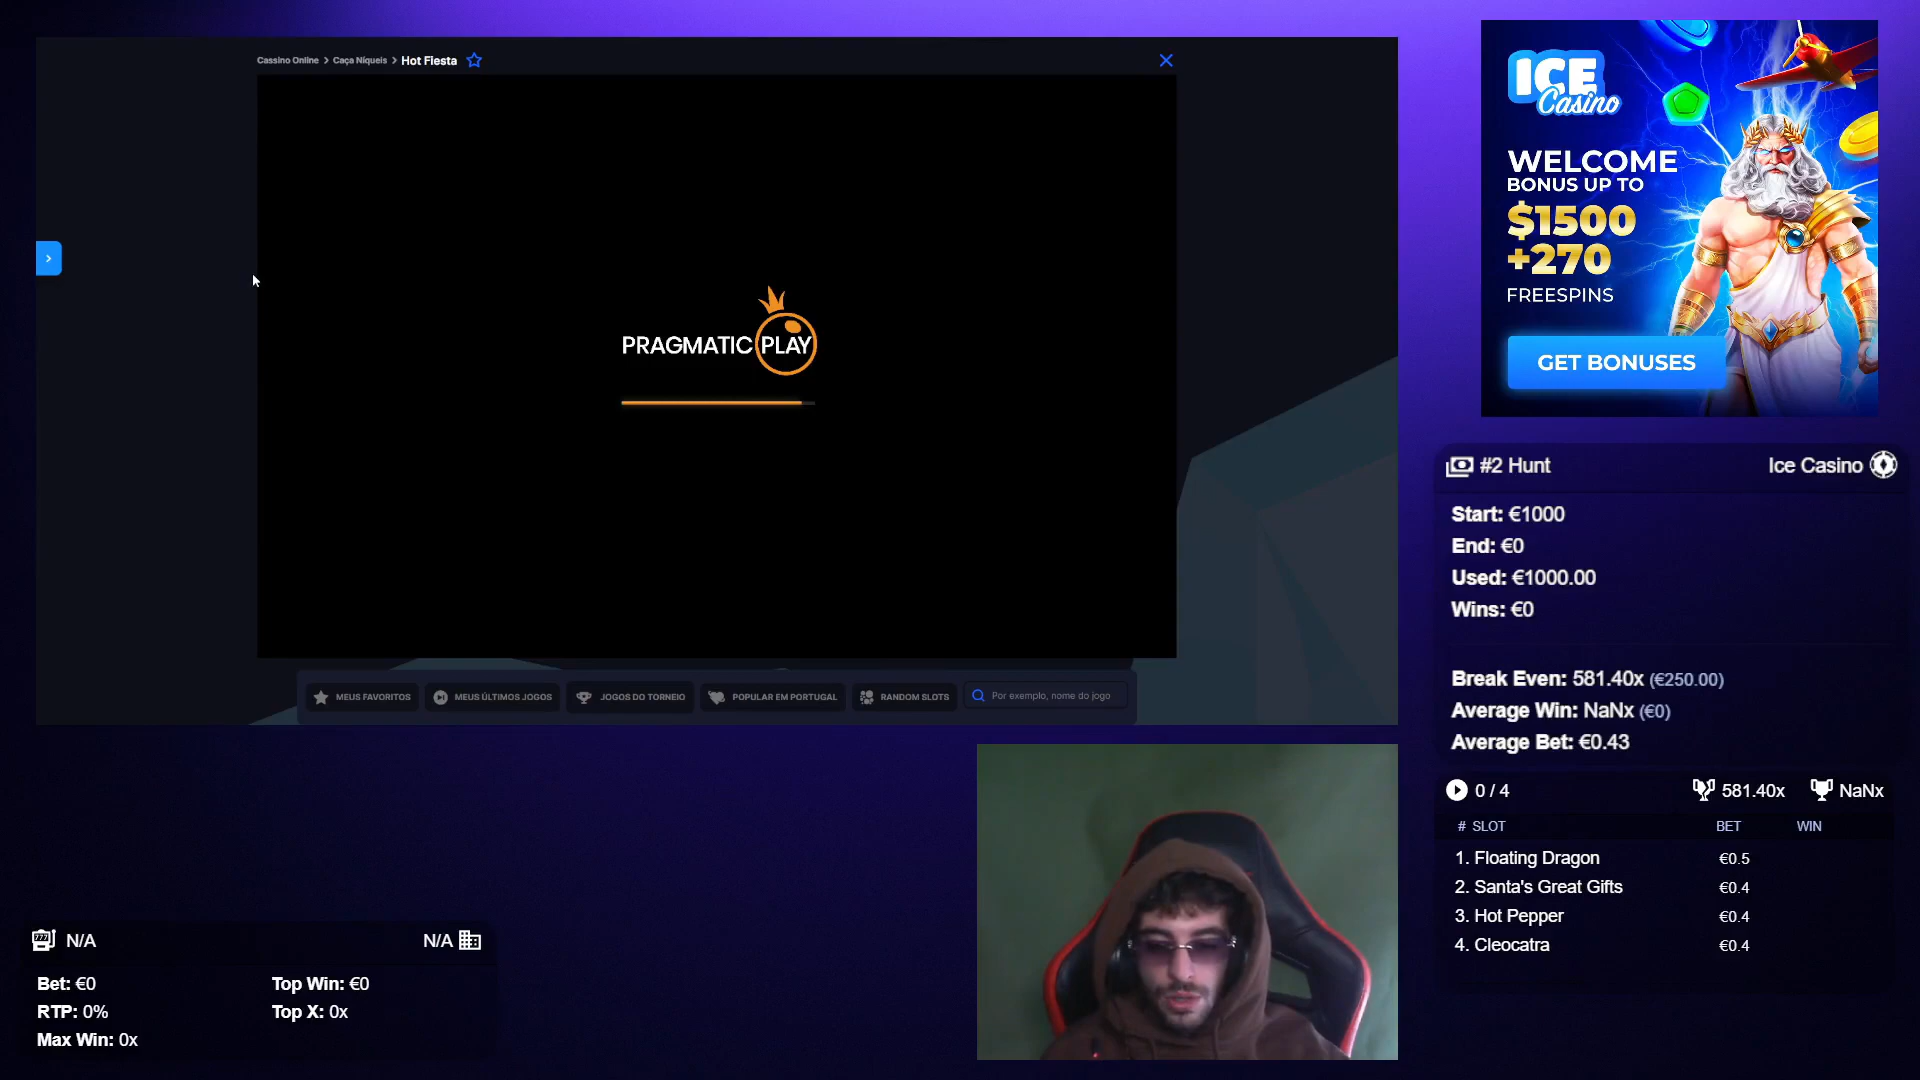 Cassino Online > Caça Níqueis > Hot Fiesta
PRAGMATIC PLAY
MEUS FAVORITOS
MEUS ÚLTIMOS JOGOS
JOGOS DO TORNEIO
POPULAR EM PORTUGAL
RANDOM SLOTS
Por exemplo, nome do jogo
ICE
Casino
WELCOME
BONUS UP TO
$1500
+270
FREESPINS
GET BONUSES
#2 Hunt
Ice Casino
Start: €1000
End: €0
Used: €1000.00
Wins: €0
Break Even: 581.40x (€250.00)
Average Win: NaNx (€0)
Average Bet: €0.43
0 / 4 581.40x NaNx
# SLOT BET WIN
1. Floating Dragon €0.5
2. Santa's Great Gifts €0.4
3. Hot Pepper €0.4
4. Cleocatra €0.4
777 N/A N/A
Bet: €0 Top Win: €0
RTP: 0% Top X: 0x
Max Win: 0x